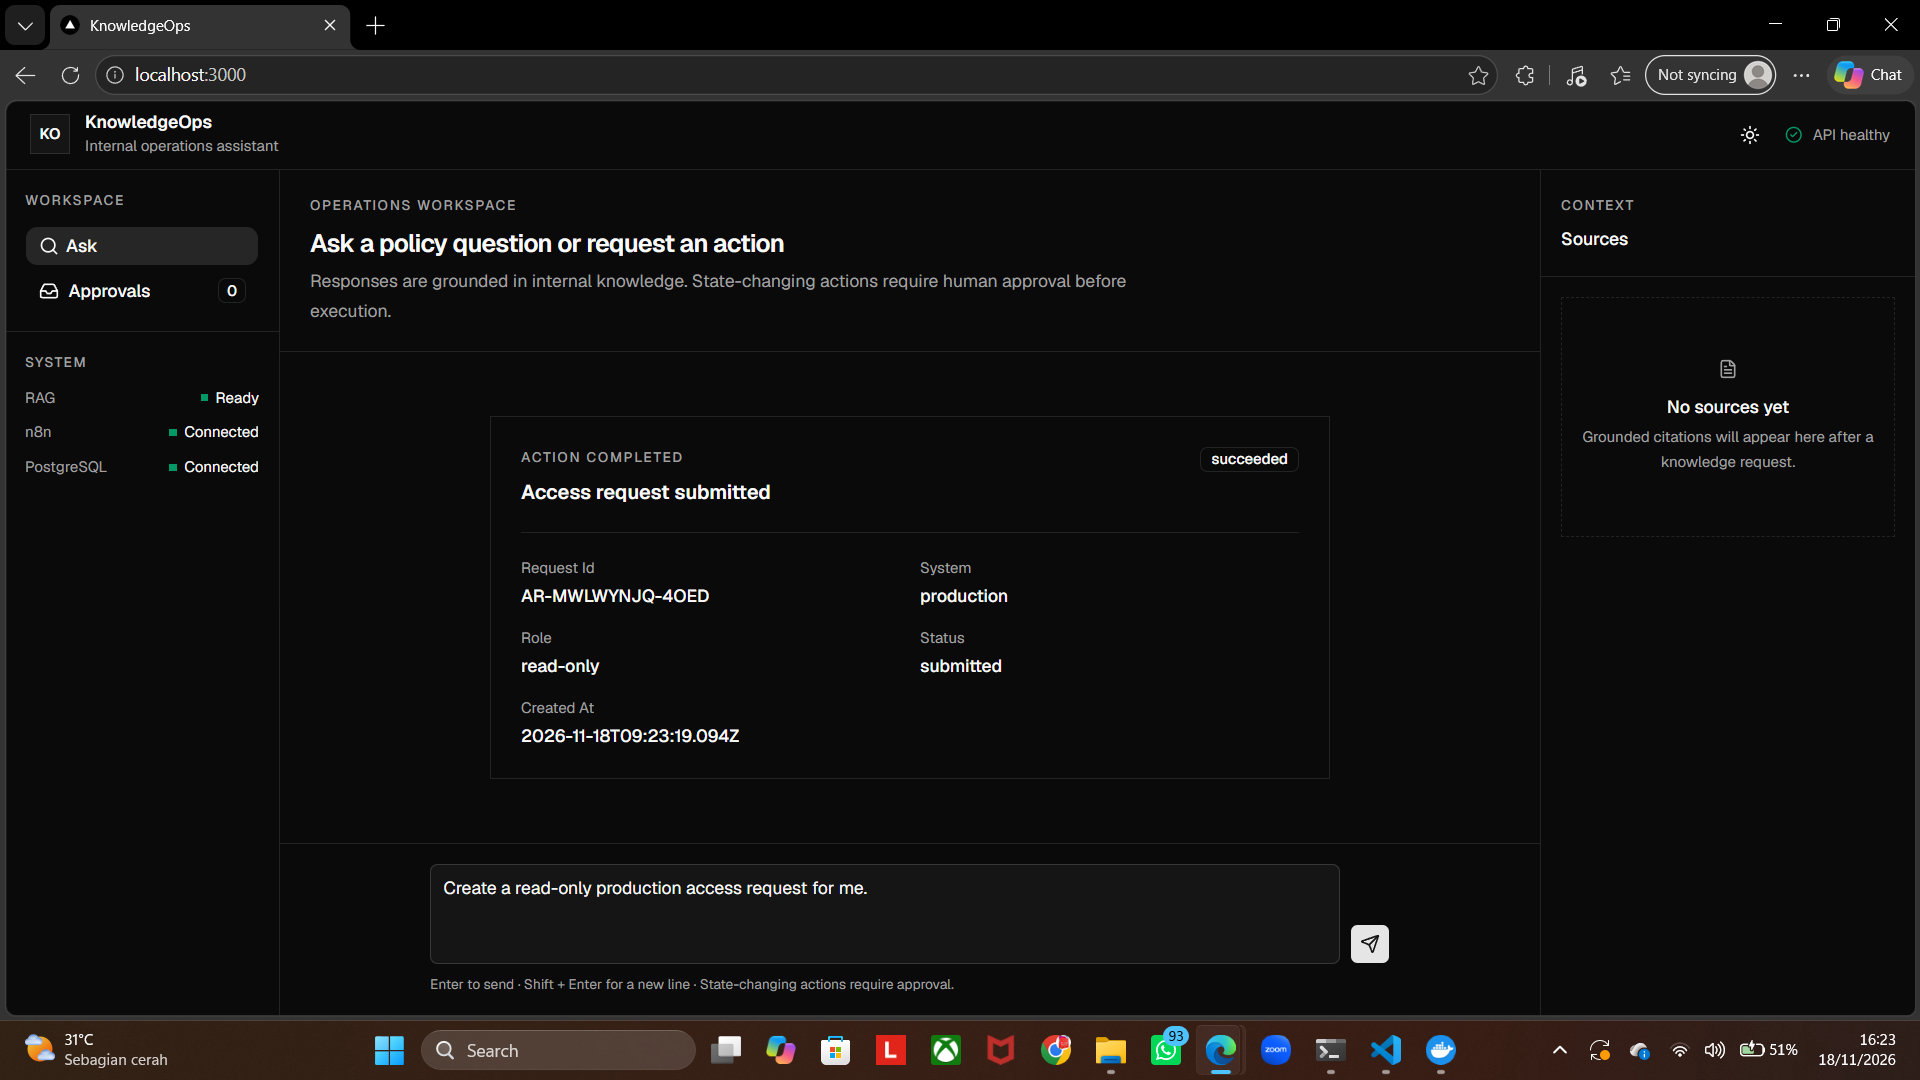 KnowledgeOps
localhost:3000
Not syncing
Chat
KO
KnowledgeOps
Internal operations assistant
API healthy
WORKSPACE
Ask
Approvals
0
SYSTEM
RAG
Ready
n8n
Connected
PostgreSQL
Connected
OPERATIONS WORKSPACE
Ask a policy question or request an action
Responses are grounded in internal knowledge. State-changing actions require human approval before
execution.
ACTION COMPLETED
succeeded
Access request submitted
Request Id
AR-MWLWYNJQ-4OED
System
production
Role
read-only
Status
submitted
Created At
2026-11-18T09:23:19.094Z
Create a read-only production access request for me.
Enter to send · Shift + Enter for a new line · State-changing actions require approval.
CONTEXT
Sources
No sources yet
Grounded citations will appear here after a
knowledge request.
31°C
Sebagian cerah
Search
L
93
zoom
51%
16:23
18/11/2026